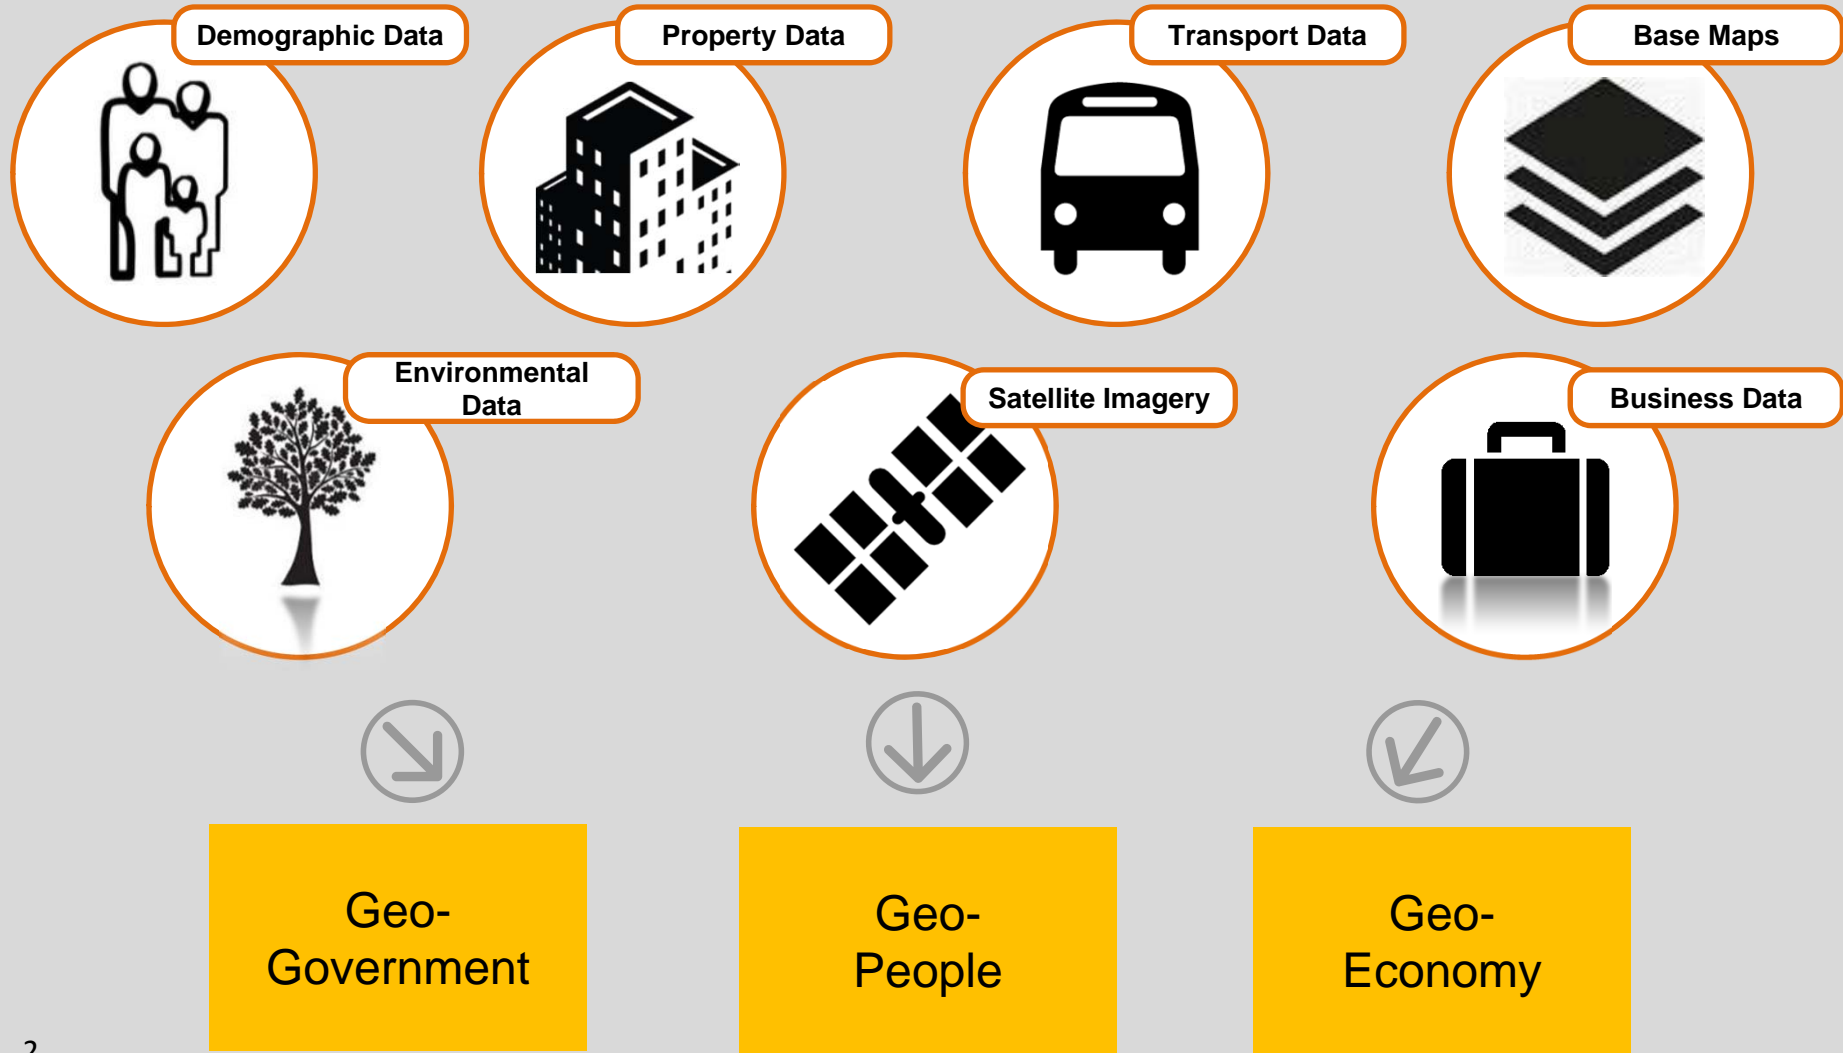 Demographic Data
Property Data
Transport Data
Base Maps
Environmental
Data
Satellite Imagery
Business Data
Geo-
Government
Geo-
People
Geo-
Economy
2